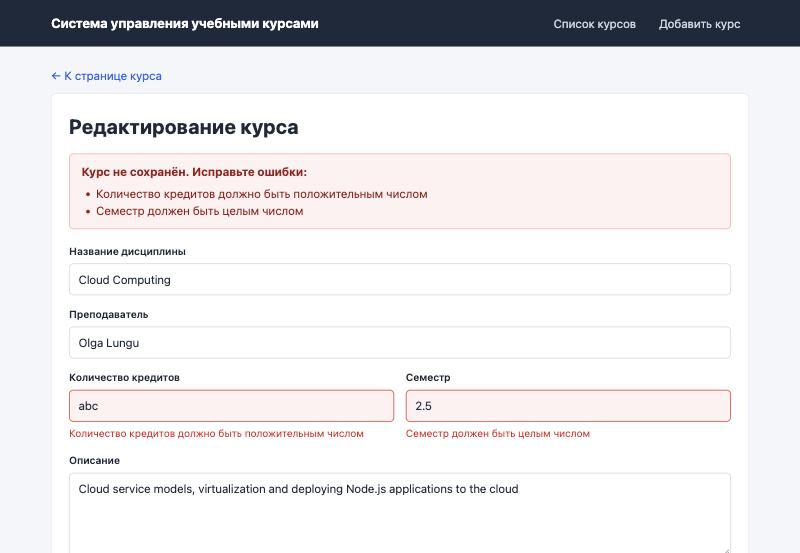 Система управления учебными курсами
Список курсов
Добавить курс
← К странице курса
Редактирование курса
Курс не сохранён. Исправьте ошибки:
• Количество кредитов должно быть положительным числом
• Семестр должен быть целым числом
Название дисциплины
Cloud Computing
Преподаватель
Olga Lungu
Количество кредитов
abc
Количество кредитов должно быть положительным числом
Семестр
2.5
Семестр должен быть целым числом
Описание
Cloud service models, virtualization and deploying Node.js applications to the cloud